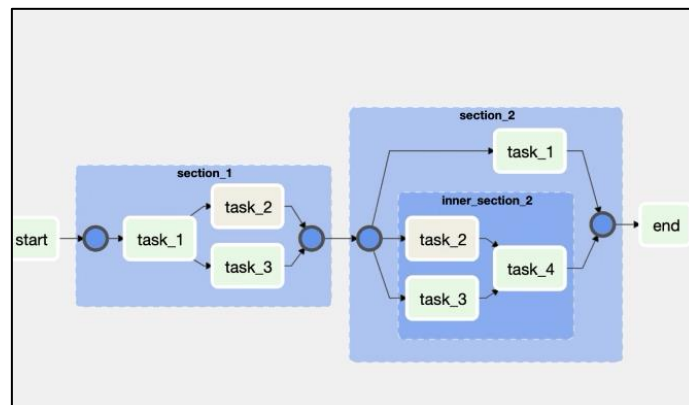 start
section_1
task_1
task_2
task_3
section_2
task_1
inner_section_2
task_2
task_3
task_4
end